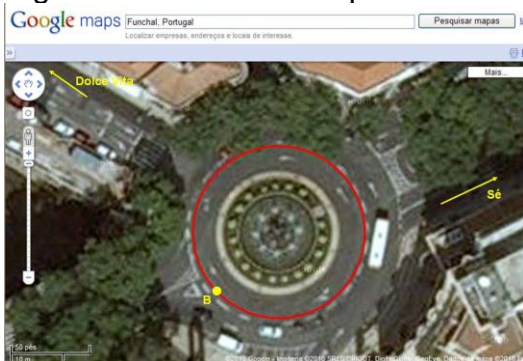 Google maps Funchal, Portugal Pesquisar mapas
Localizar empresas, endereços e locais de interesse.
Mais...
Dolce Vita
Sé
B
50 pés
10 m